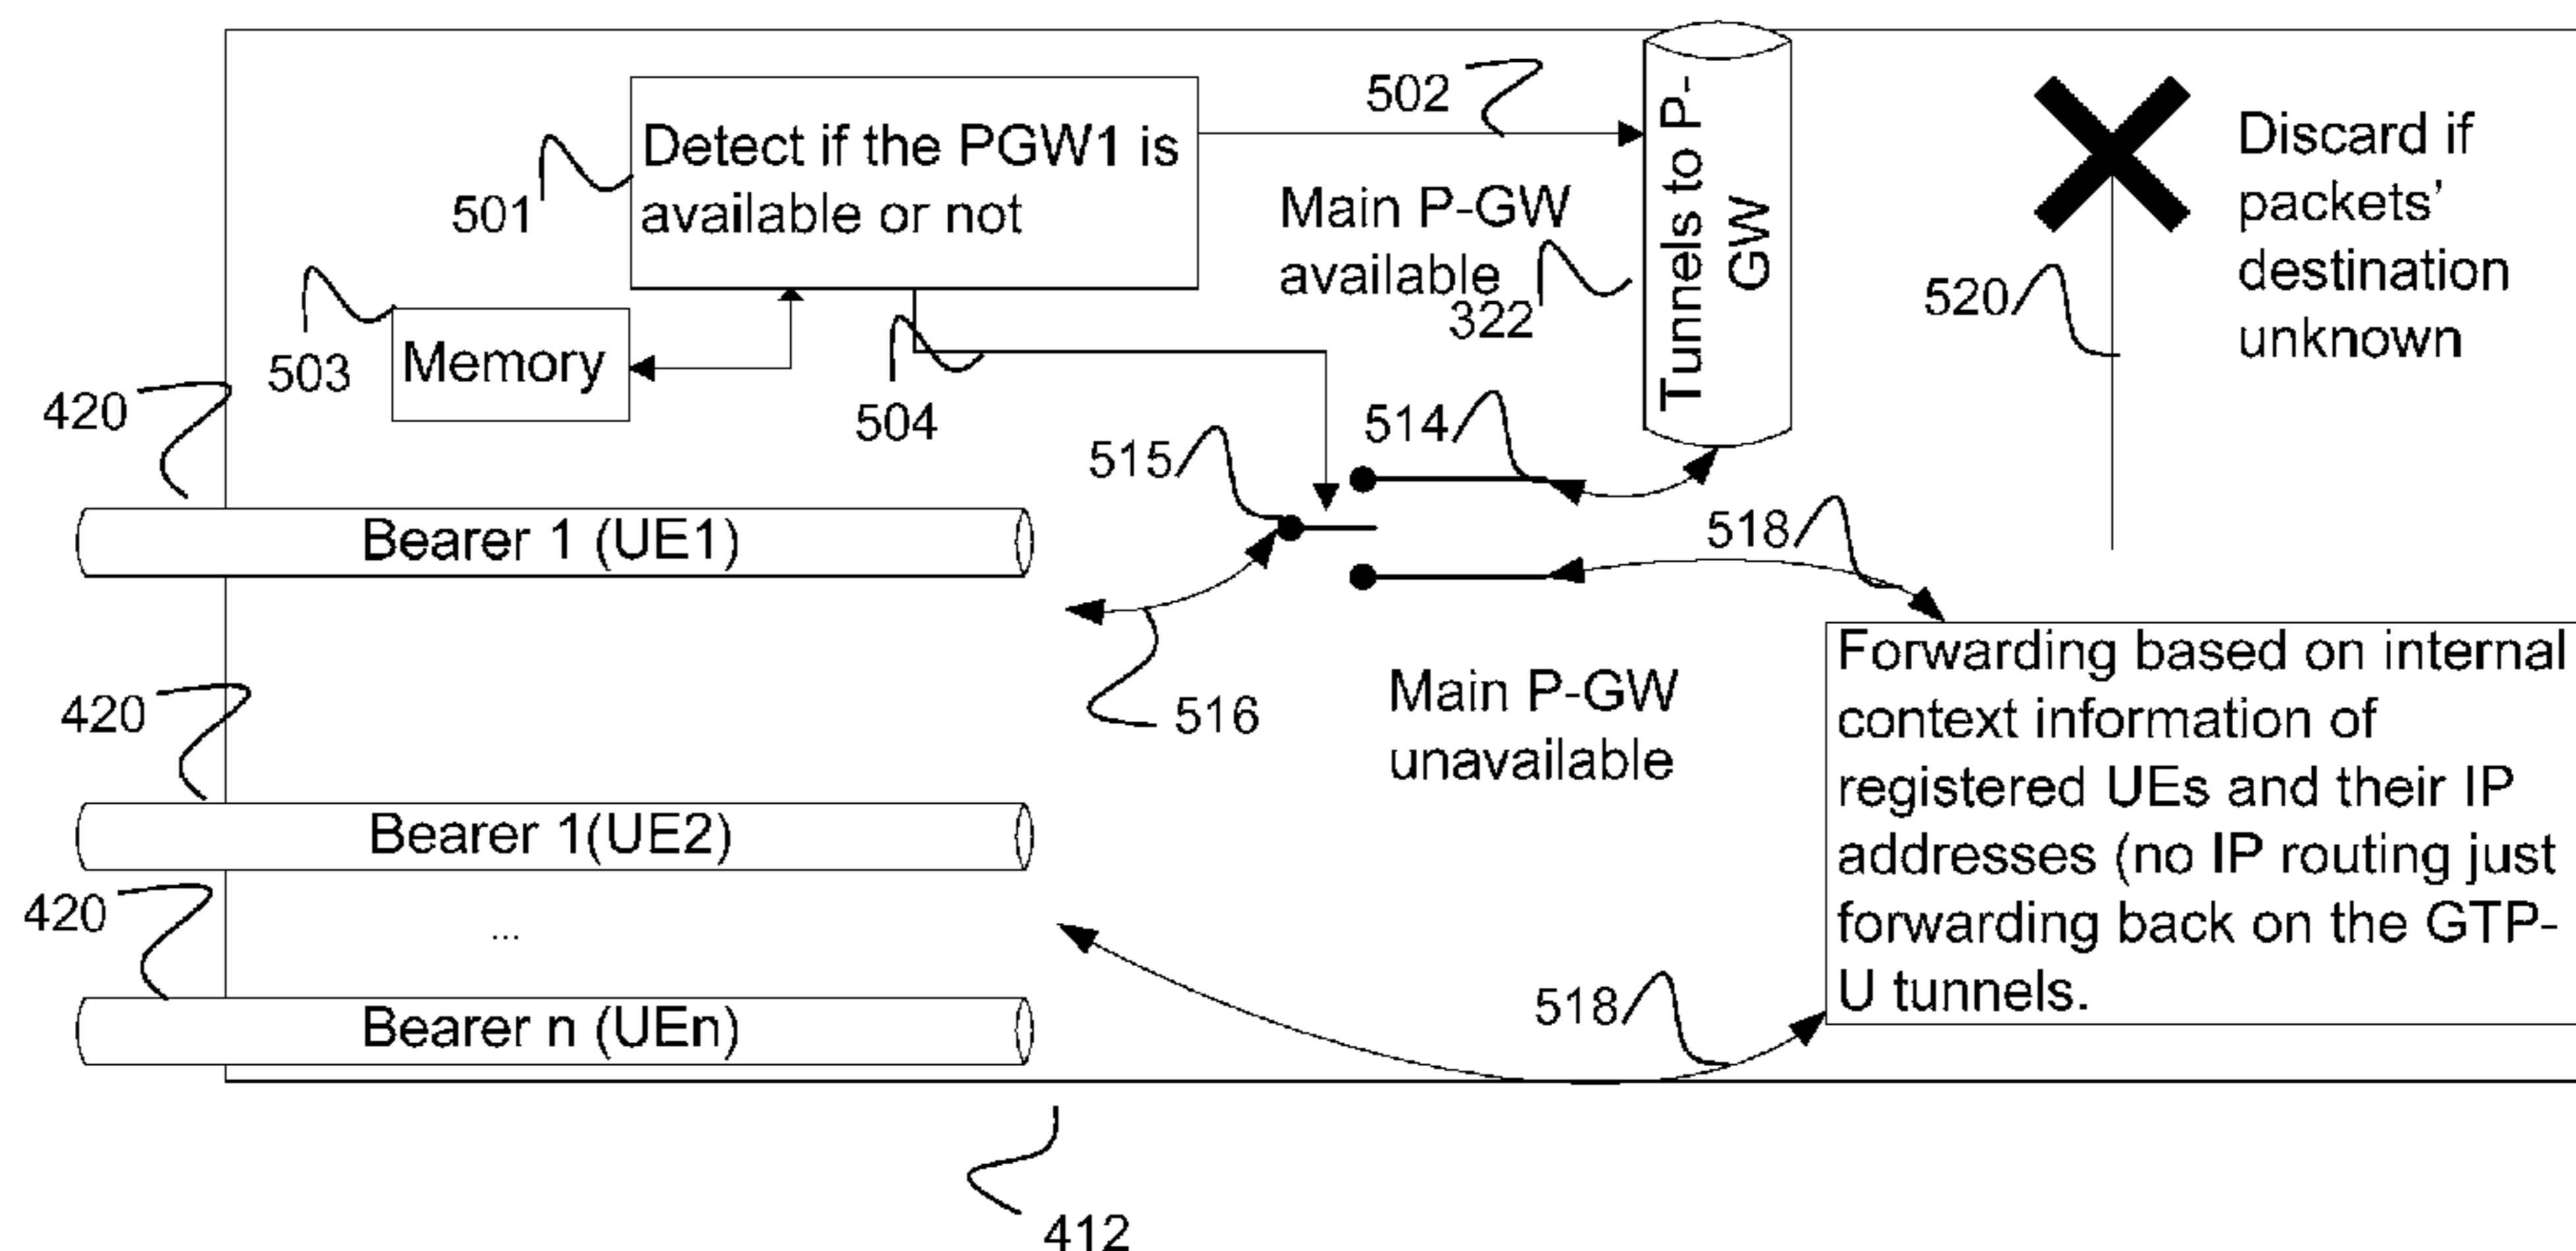 502
Detect if the PGW1 is
available or not
501
Main P-GW
available
322
Tunnels to P-
GW
Discard if
packets’
destination
unknown
520
503
Memory
504
420
514
515
518
Bearer 1 (UE1)
516
Main P-GW
unavailable
Forwarding based on internal
context information of
registered UEs and their IP
addresses (no IP routing just
forwarding back on the GTP-
U tunnels.
420
Bearer 1(UE2)
420
...
518
Bearer n (UEn)
412